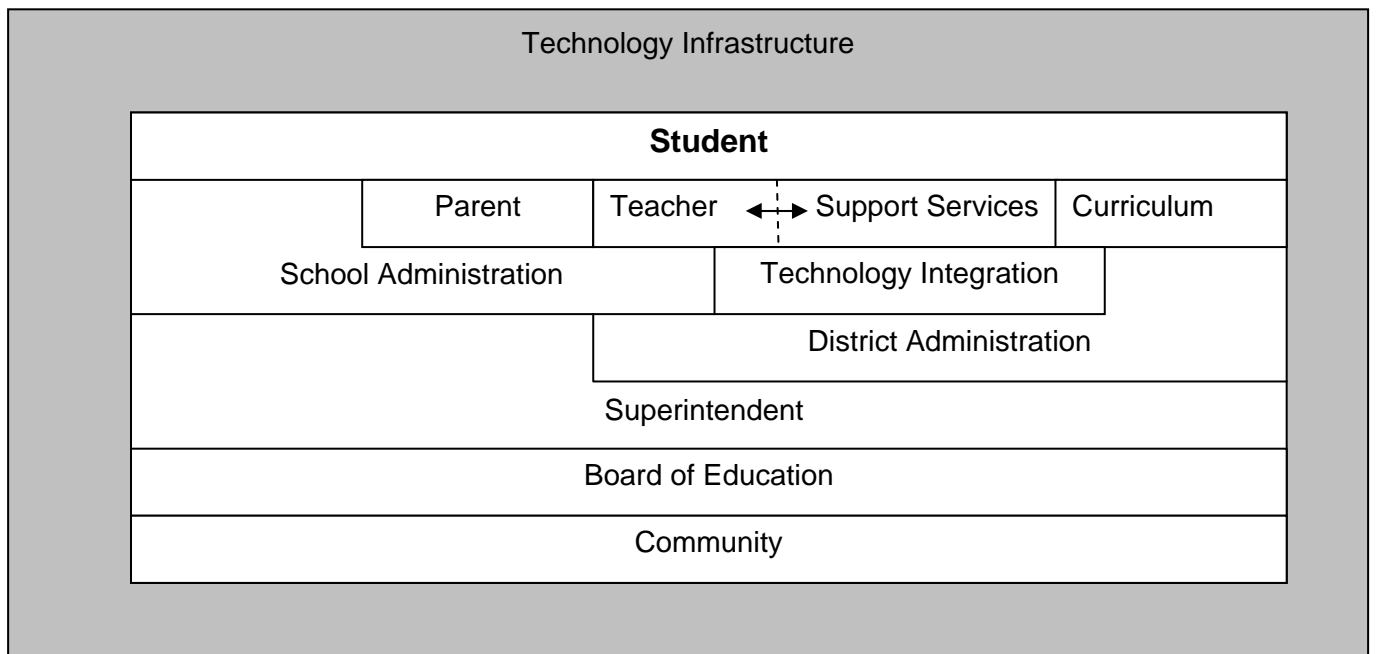 Technology Infrastructure
Student
Parent Teacher Support Services Curriculum
School Administration Technology Integration
District Administration
Superintendent
Board of Education
Community